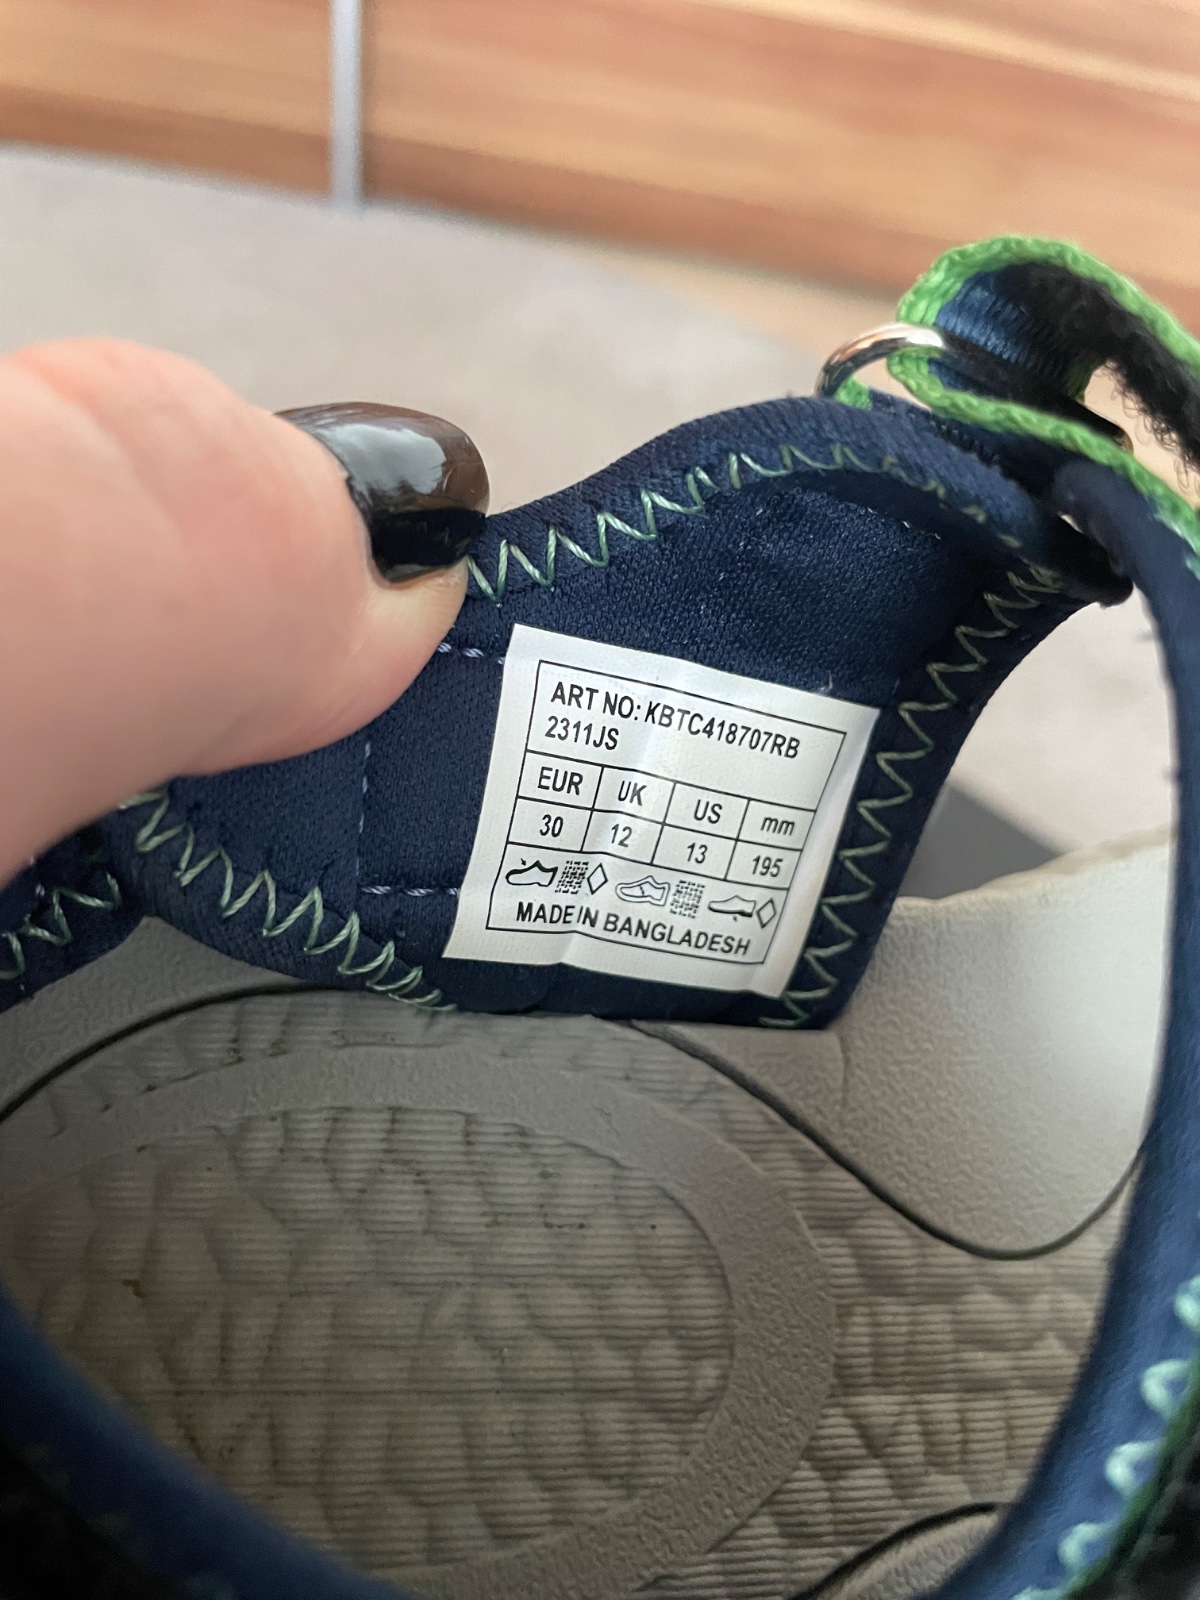 ART NO: KBTC418707RB
2311JS
EUR UK US mm
30 12 13 195
MADE IN BANGLADESH